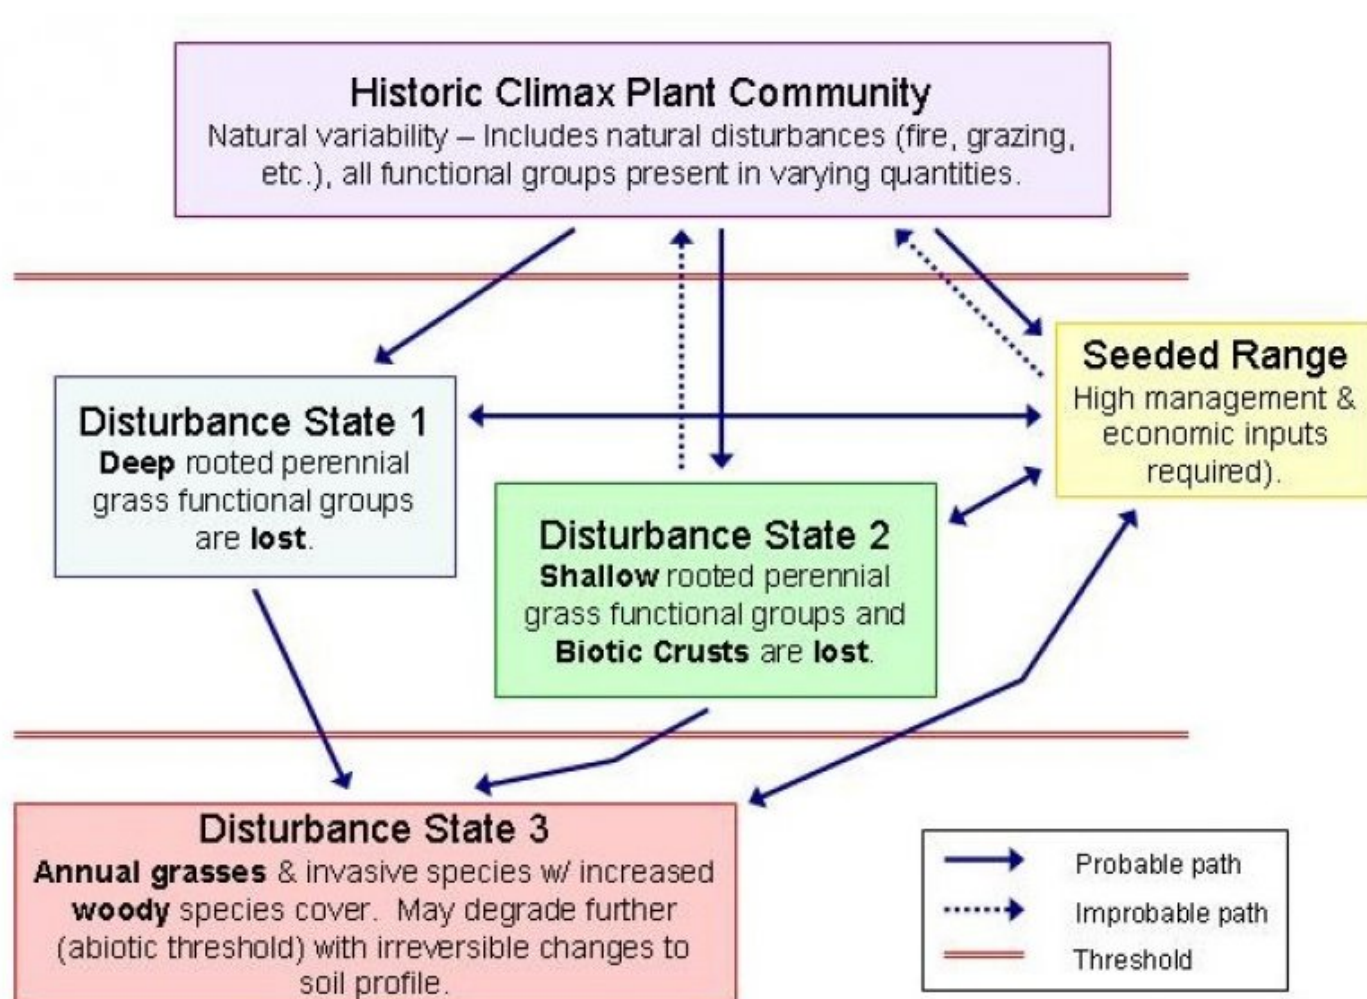 Historic Climax Plant Community
Natural variability – Includes natural disturbances (fire, grazing,
etc.), all functional groups present in varying quantities.
Seeded Range
High management &
economic inputs
required).
Disturbance State 1
Deep rooted perennial
grass functional groups
are lost.
Disturbance State 2
Shallow rooted perennial
grass functional groups and
Biotic Crusts are lost.
Disturbance State 3
Annual grasses & invasive species w/ increased
woody species cover. May degrade further
(abiotic threshold) with irreversible changes to
soil profile.
Probable path
Improbable path
Threshold